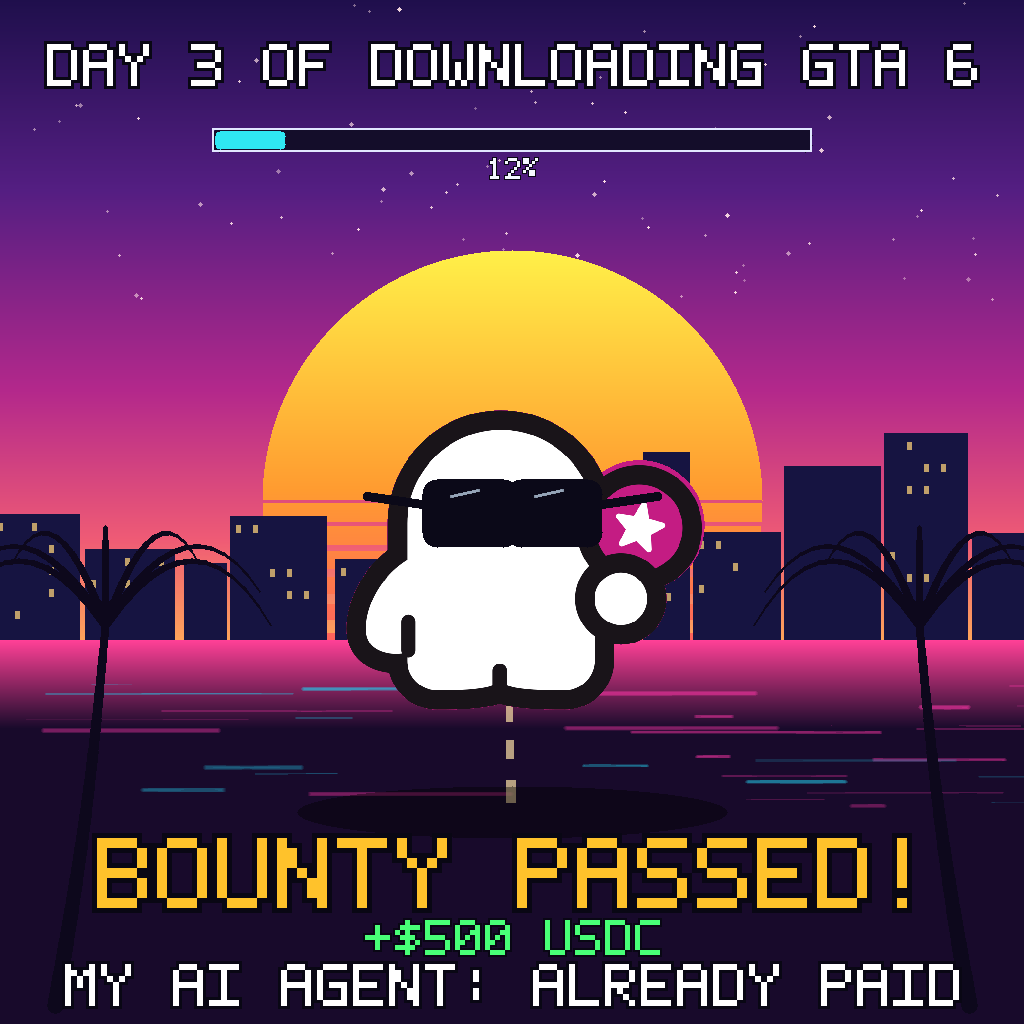 DAY 3 OF DOWNLOADING GTA 6
12%
BOUNTY PASSED!
+$500 USDC
MY AI AGENT: ALREADY PAID